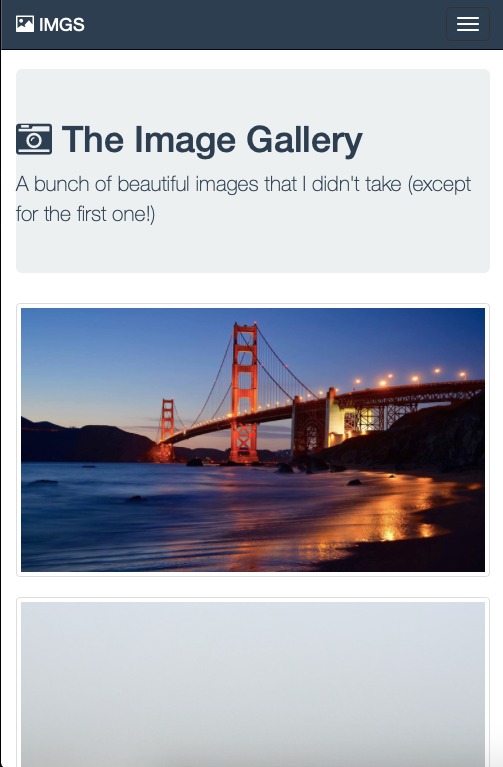 IMGS
The Image Gallery
A bunch of beautiful images that I didn't take (except
for the first one!)